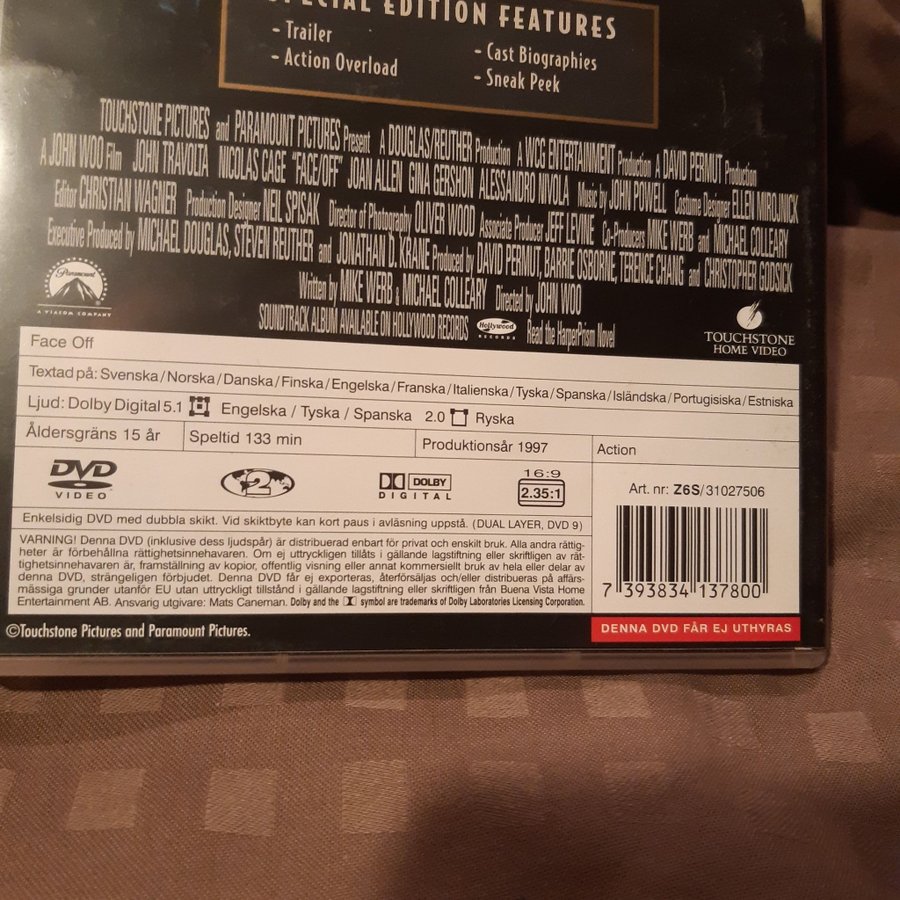 SPECIAL EDITION FEATURES
- Trailer
- Action Overload
- Cast Biographies
- Sneak Peek
TOUCHSTONE PICTURES and PARAMOUNT PICTURES Present A DOUGLAS/REUTHER Production A WCG ENTERTAINMENT Production A DAVID PERMUT Production
A JOHN WOO Film JOHN TRAVOLTA NICOLAS CAGE "FACE/OFF" JOAN ALLEN GINA GERSHON ALESSANDRO NIVOLA Music by JOHN POWELL Costume Designer ELLEN MIROJNICK
Editor CHRISTIAN WAGNER Production Designer NEIL SPISAK Director of Photography OLIVER WOOD Associate Producer JEFF LEVINE Co-Producers MIKE WERB and MICHAEL COLLEARY
Executive Produced by MICHAEL DOUGLAS, STEVEN REUTHER and JONATHAN D. KRANE Produced by DAVID PERMUT, BARRIE OSBORNE, TERENCE CHANG and CHRISTOPHER GODSICK
Written by MIKE WERB & MICHAEL COLLEARY Directed by JOHN WOO
SOUNDTRACK ALBUM AVAILABLE ON HOLLYWOOD RECORDS Hollywood RECORDS Read the HarperPrism Novel
Paramount
A VIACOM COMPANY
TOUCHSTONE
HOME VIDEO
Face Off
Textad på: Svenska/Norska/Danska/Finska/Engelska/Franska/Italienska/Tyska/Spanska/Isländska/Portugisiska/Estniska
Ljud: Dolby Digital 5.1 Engelska / Tyska / Spanska 2.0 Ryska
Åldersgräns 15 år Speltid 133 min Produktionsår 1997 Action
DVD
VIDEO
2
DOLBY
DIGITAL
16:9
2.35:1
Art. nr: Z6S/31027506
Enkelsidig DVD med dubbla skikt. Vid skiktbyte kan kort paus i avläsning uppstå. (DUAL LAYER, DVD 9)
VARNING! Denna DVD (inklusive dess ljudspår) är distribuerad enbart för privat och enskilt bruk. Alla andra rättig-
heter är förbehållna rättighetsinnehavaren. Om ej uttryckligen tillåts i gällande lagstiftning eller skriftligen av rät-
tighetsinnehavaren är, framställning av kopior, offentlig visning eller annat kommersiellt bruk av hela eller delar av
denna DVD, strängeligen förbjudet. Denna DVD får ej exporteras, återförsäljas och/eller distribueras på affärs-
mässiga grunder utanför EU utan uttryckligt tillstånd i gällande lagstiftning eller skriftligen från Buena Vista Home
Entertainment AB. Ansvarig utgivare: Mats Caneman. Dolby and the symbol are trademarks of Dolby Laboratories Licensing Corporation.
7 393834 137800
©Touchstone Pictures and Paramount Pictures.
DENNA DVD FÅR EJ UTHYRAS